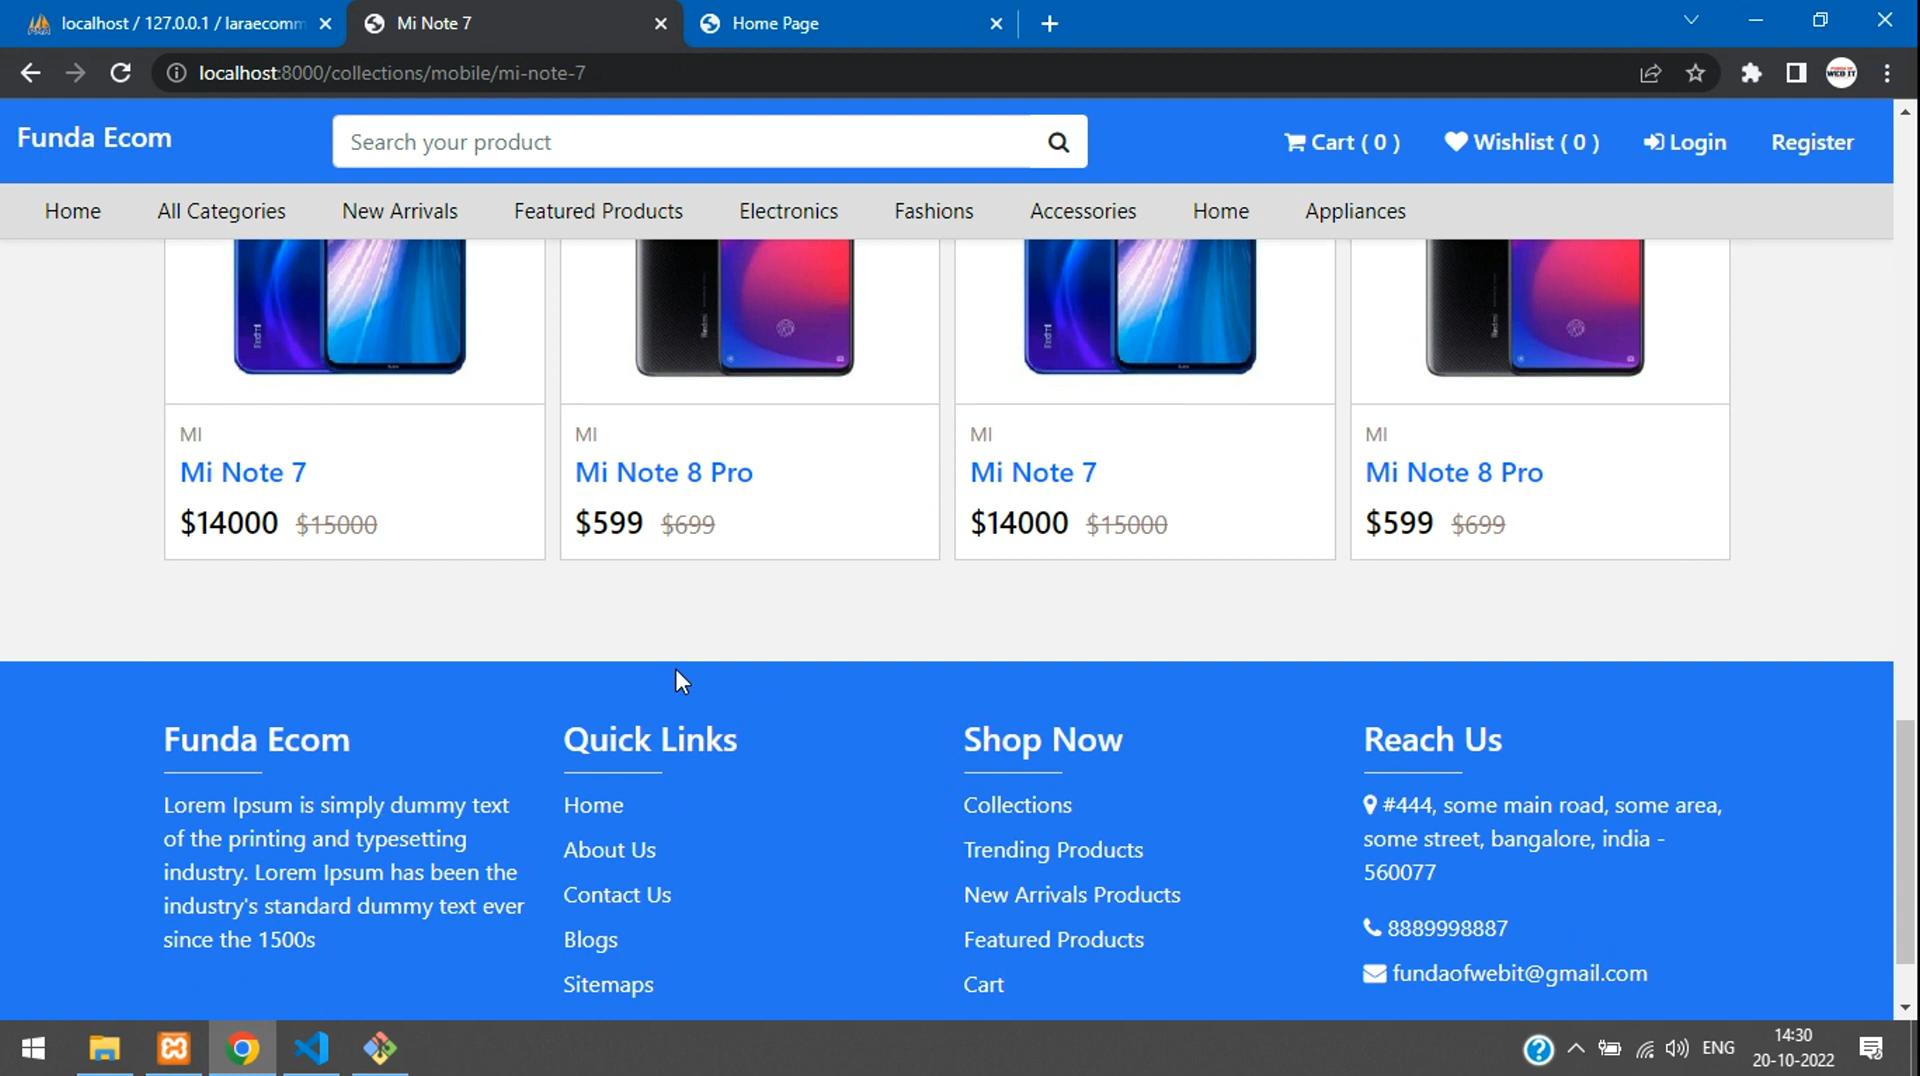 localhost / 127.0.0.1 / laraecomm
Mi Note 7
Home Page
localhost:8000/collections/mobile/mi-note-7
Funda Ecom
Search your product
Cart ( 0 )
Wishlist ( 0 )
Login
Register
Home
All Categories
New Arrivals
Featured Products
Electronics
Fashions
Accessories
Home
Appliances
MI
Mi Note 7
$14000 $15000
MI
Mi Note 8 Pro
$599 $699
MI
Mi Note 7
$14000 $15000
MI
Mi Note 8 Pro
$599 $699
Funda Ecom
Lorem Ipsum is simply dummy text
of the printing and typesetting
industry. Lorem Ipsum has been the
industry's standard dummy text ever
since the 1500s
Quick Links
Home
About Us
Contact Us
Blogs
Sitemaps
Shop Now
Collections
Trending Products
New Arrivals Products
Featured Products
Cart
Reach Us
#444, some main road, some area,
some street, bangalore, india -
560077
8889998887
fundaofwebit@gmail.com
ENG
14:30
20-10-2022